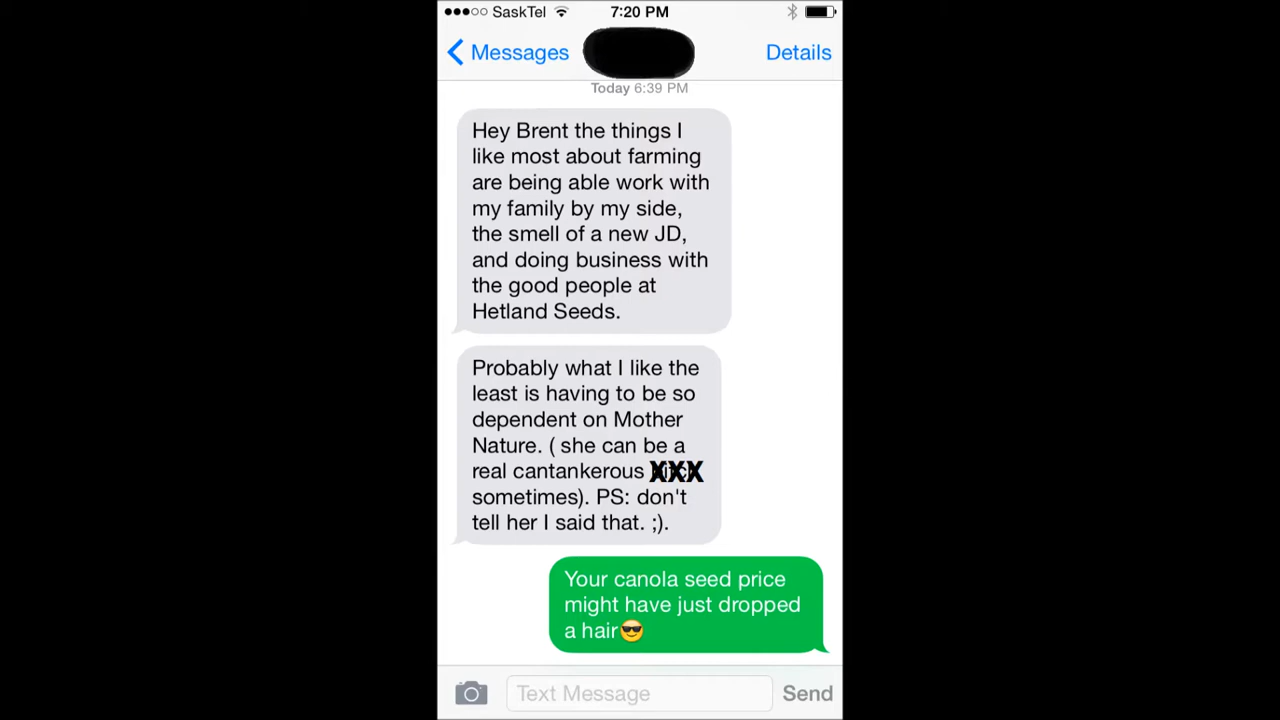 SaskTel 7:20 PM
Messages Details
Today 6:39 PM
Hey Brent the things I
like most about farming
are being able work with
my family by my side,
the smell of a new JD,
and doing business with
the good people at
Hetland Seeds.
Probably what I like the
least is having to be so
dependent on Mother
Nature. ( she can be a
real cantankerous XXX
sometimes). PS: don't
tell her I said that. ;).
Your canola seed price
might have just dropped
a hair😎
Text Message Send